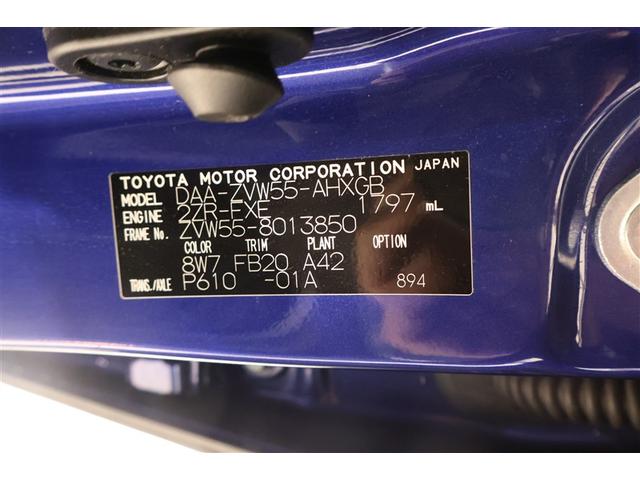 TOYOTA MOTOR CORPORATION JAPAN
MODEL DAA-ZVW55-AHXGB
ENGINE 2ZR-FXE 1797 mL
FRAME No. ZVW55-8013850
COLOR TRIM PLANT OPTION
8W7 FB20 A42
TRANS./AXLE P610 -01A 894